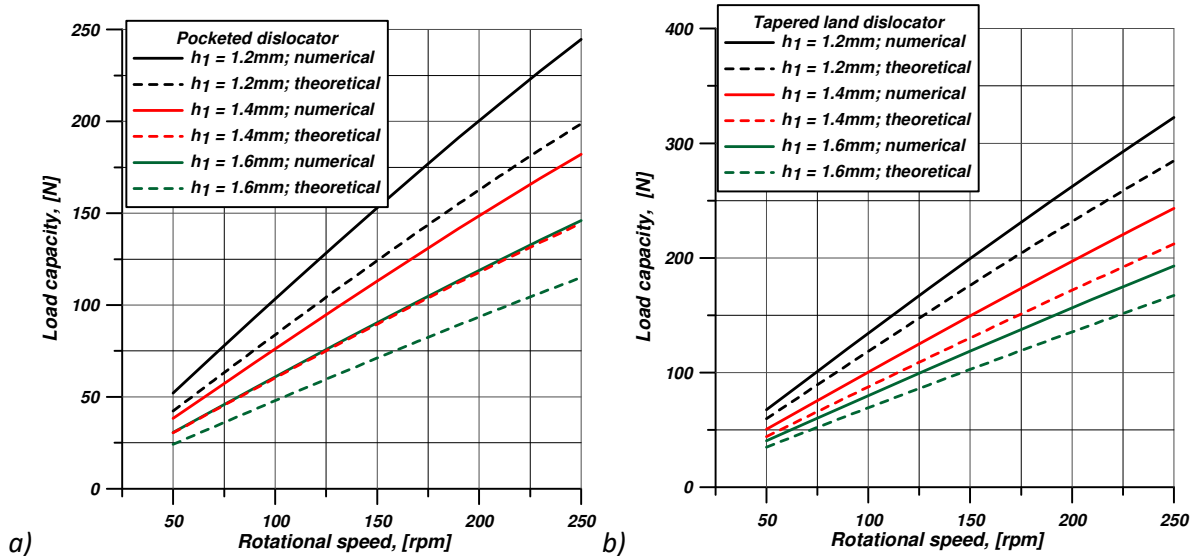 Pocketed dislocator
h1 = 1.2mm; numerical
h1 = 1.2mm; theoretical
h1 = 1.4mm; numerical
h1 = 1.4mm; theoretical
h1 = 1.6mm; numerical
h1 = 1.6mm; theoretical
Load capacity, [N]
250
200
150
100
50
0
50 100 150 200 250
Rotational speed, [rpm]
a)
Tapered land dislocator
h1 = 1.2mm; numerical
h1 = 1.2mm; theoretical
h1 = 1.4mm; numerical
h1 = 1.4mm; theoretical
h1 = 1.6mm; numerical
h1 = 1.6mm; theoretical
Load capacity, [N]
400
300
200
100
0
50 100 150 200 250
Rotational speed, [rpm]
b)